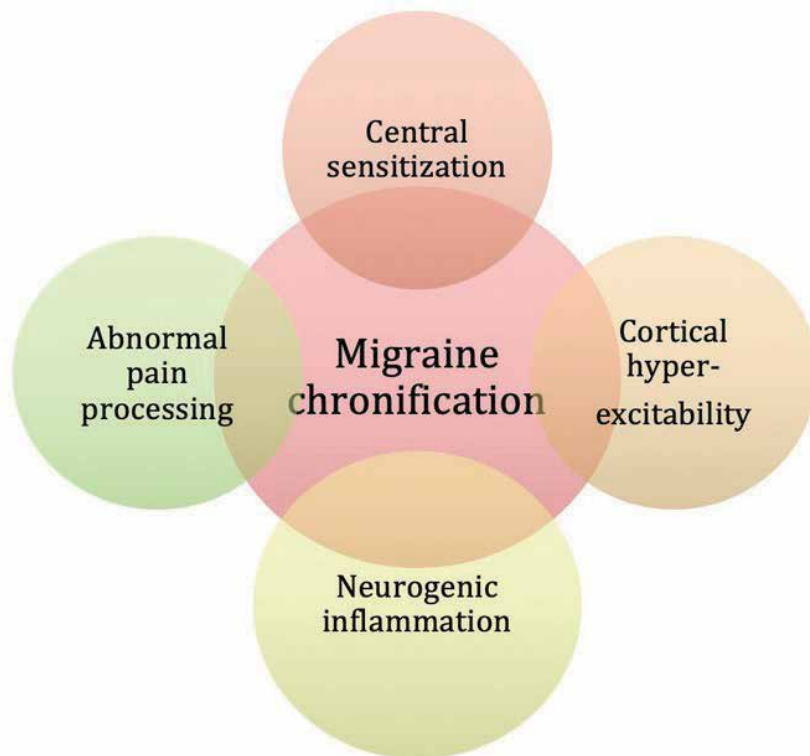 Central
sensitization
Abnormal
pain
processing
Migraine
chronification
Cortical
hyper-
excitability
Neurogenic
inflammation